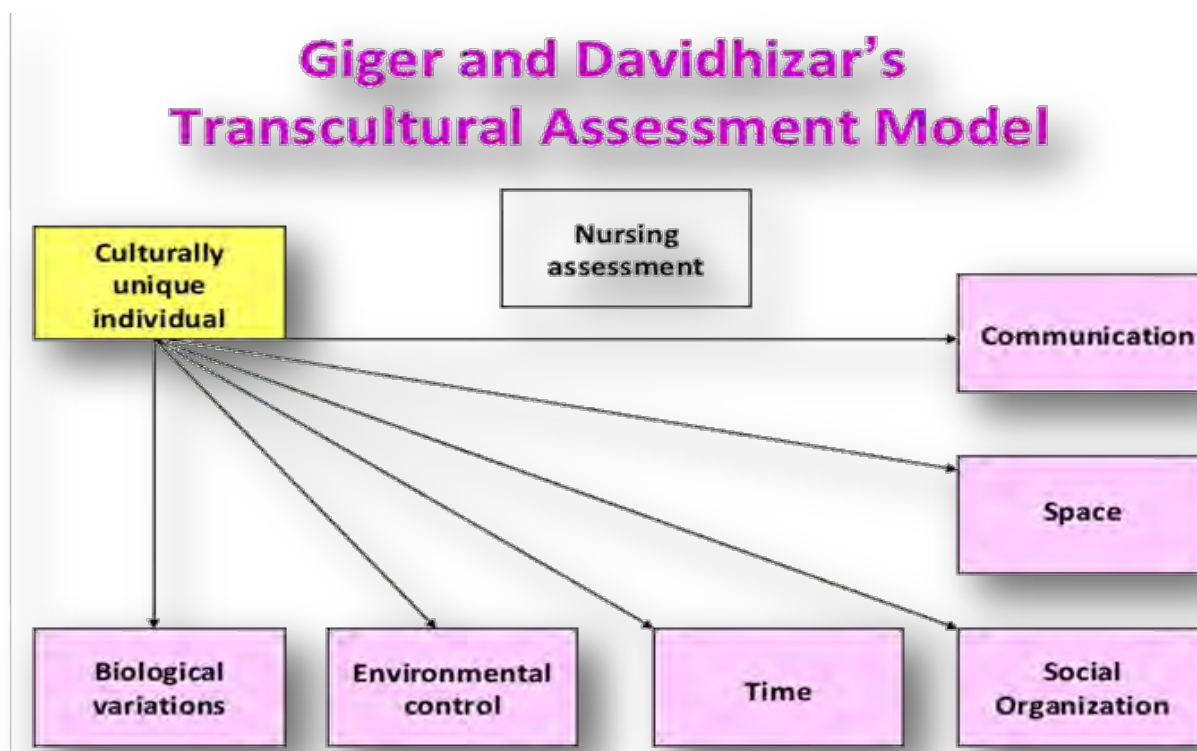 Giger and Davidhizar’s
Transcultural Assessment Model
Nursing
assessment
Culturally
unique
individual
Communication
Space
Biological
variations
Environmental
control
Time
Social
Organization